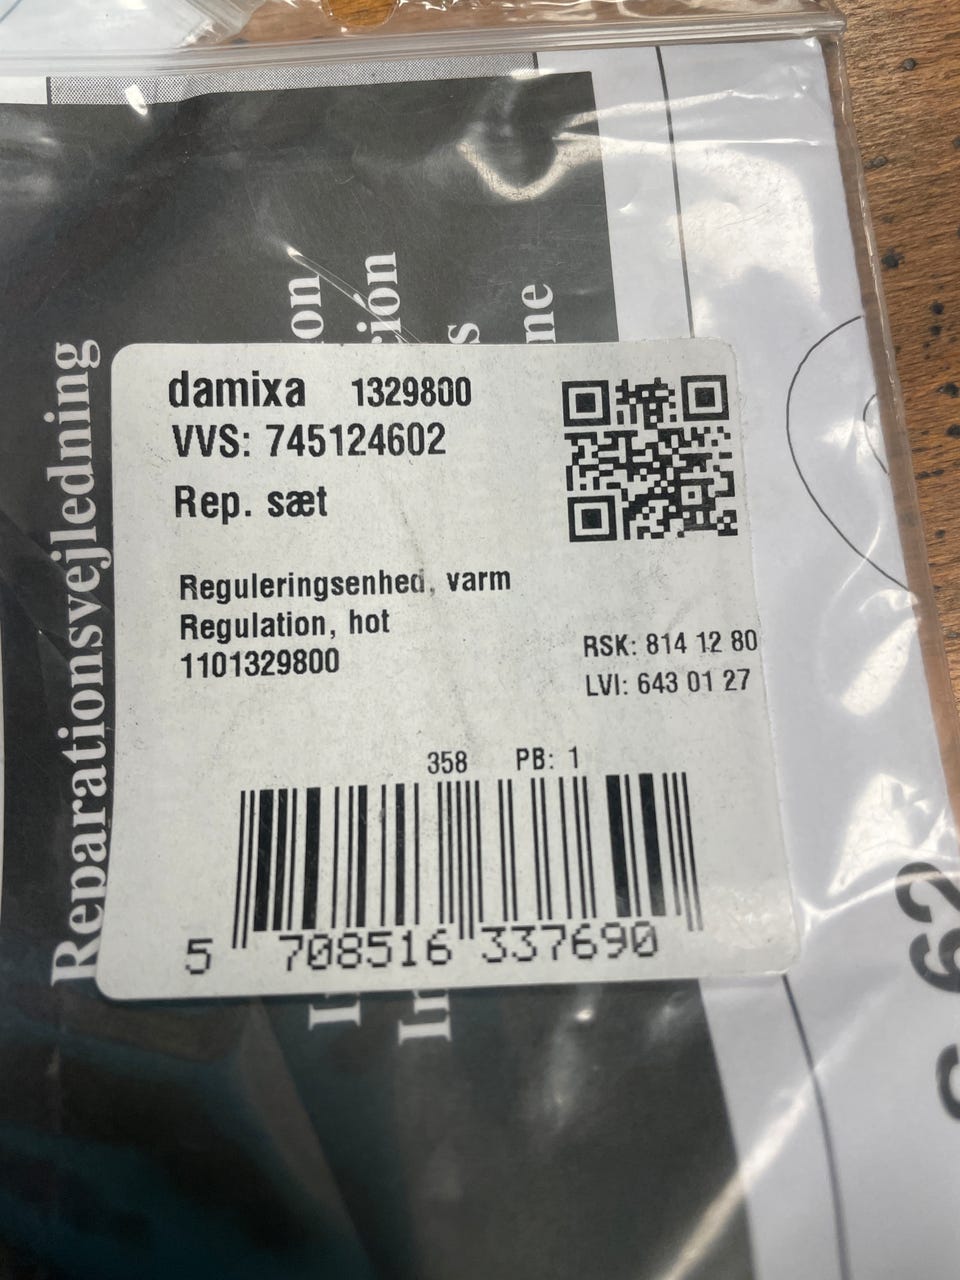 damixa 1329800
VVS: 745124602
Rep. sæt
Reguleringsenhed, varm
Regulation, hot
1101329800
RSK: 814 12 80
LVI: 643 01 27
358 PB: 1
5 708516 337690
Reparationsvejledning